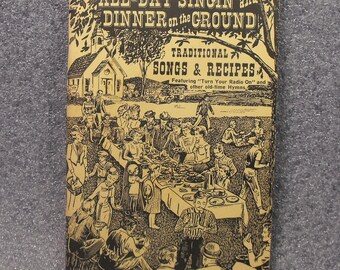 ALL-DAY SINGIN' and
DINNER on the GROUND
TRADITIONAL
SONGS & RECIPES
Featuring "Turn Your Radio On" and
other old-time Hymns